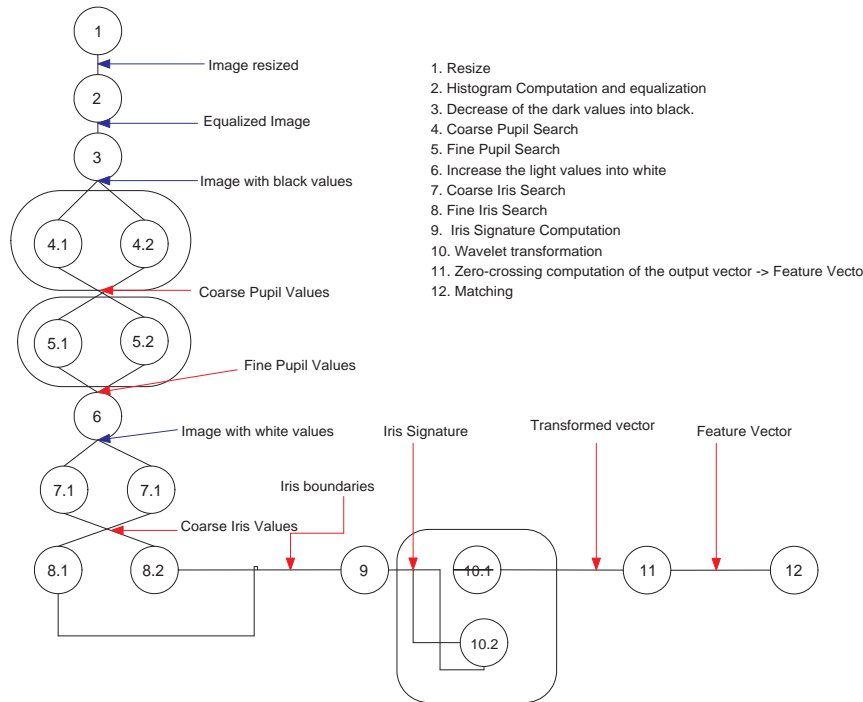 1
Image resized
2
Equalized Image
3
Image with black values
4.1
4.2
Coarse Pupil Values
5.1
5.2
Fine Pupil Values
6
Image with white values
7.1
7.1
Coarse Iris Values
8.1
8.2
Iris boundaries
9
Iris Signature
10.1
10.2
Transformed vector
11
Feature Vector
12
1. Resize
2. Histogram Computation and equalization
3. Decrease of the dark values into black.
4. Coarse Pupil Search
5. Fine Pupil Search
6. Increase the light values into white
7. Coarse Iris Search
8. Fine Iris Search
9. Iris Signature Computation
10. Wavelet transformation
11. Zero-crossing computation of the output vector -> Feature Vecto
12. Matching